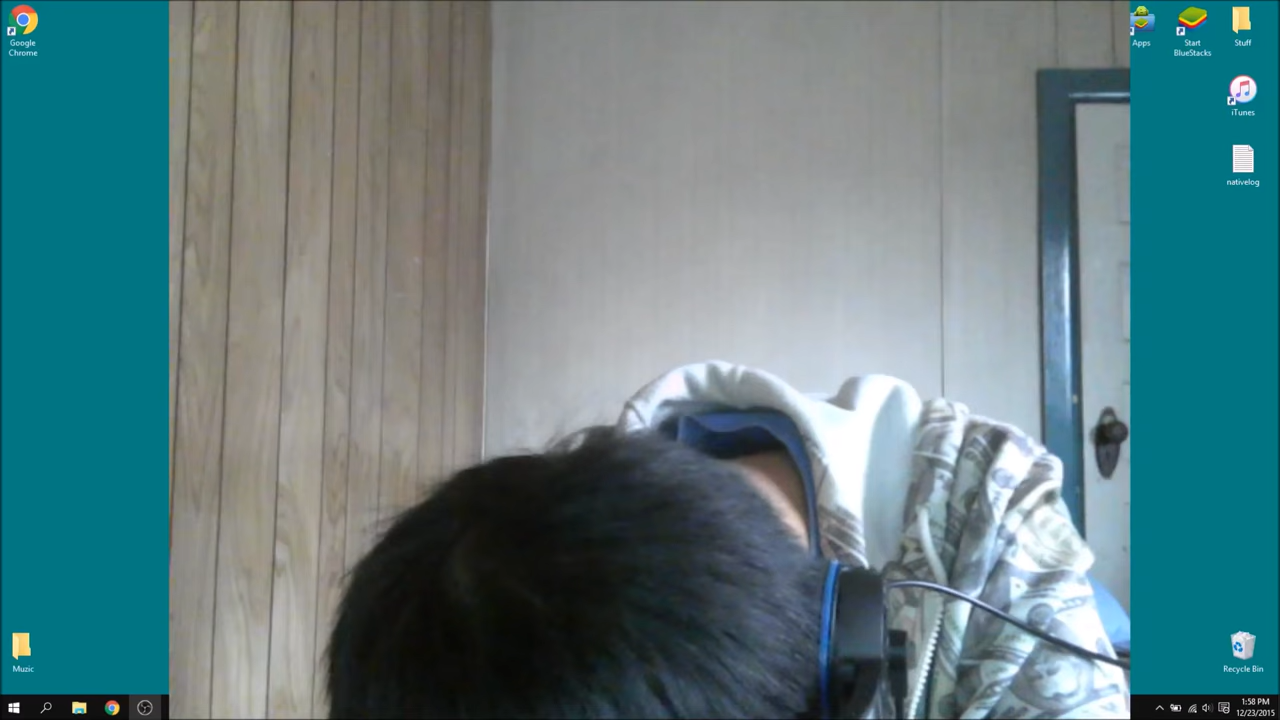 Google
Chrome
Apps
Start
BlueStacks
Stuff
iTunes
nativelog
Muzic
Recycle Bin
1:58 PM
12/23/2015